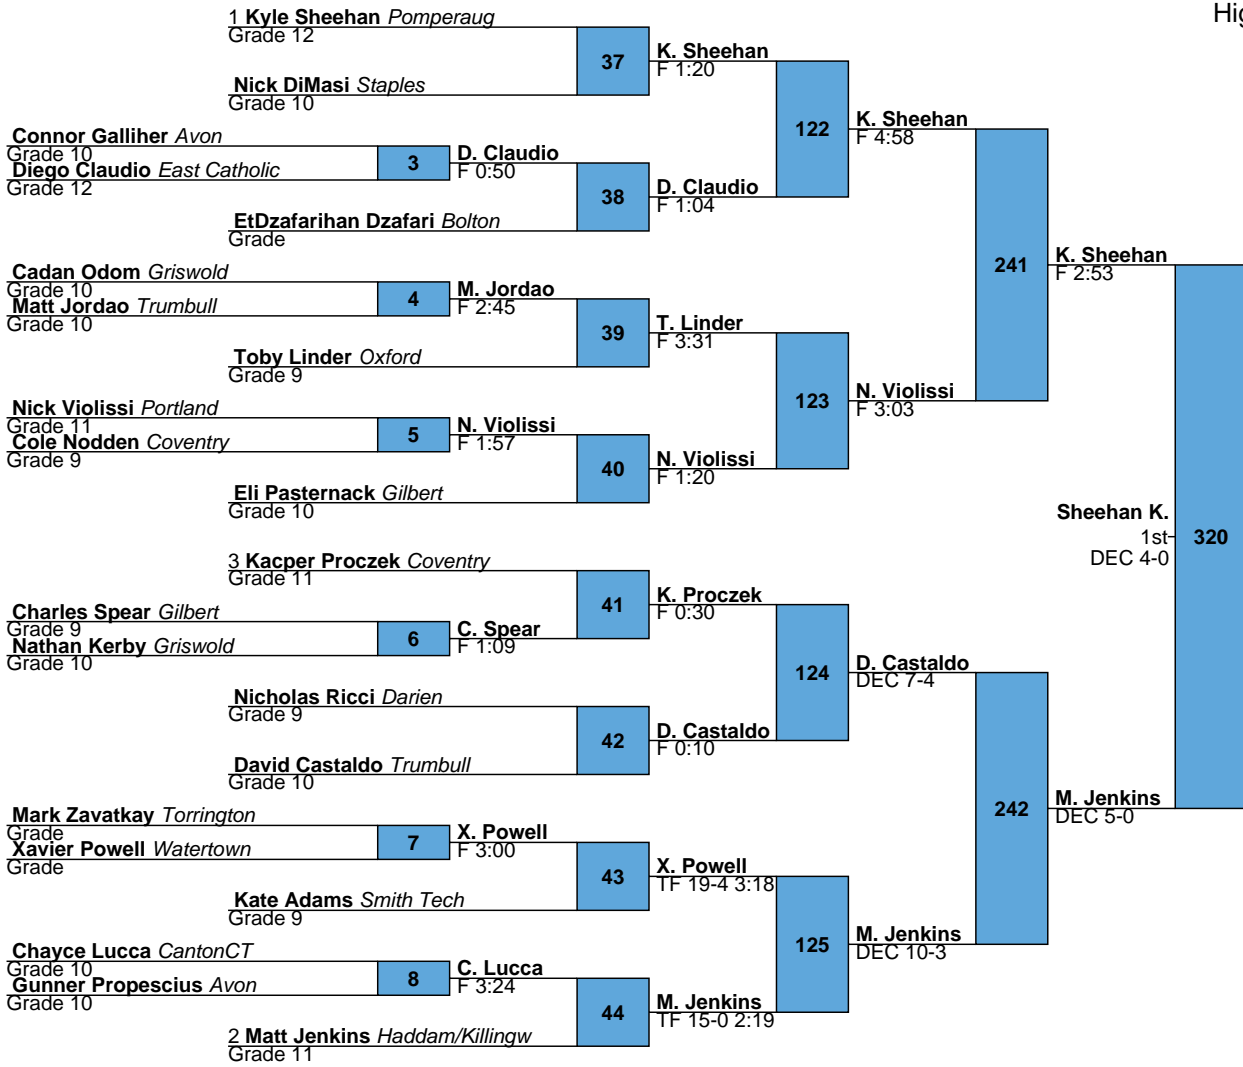 Hig
1 Kyle Sheehan Pomperaug
Grade 12
37
K. Sheehan
F 1:20
Nick DiMasi Staples
Grade 10
122
K. Sheehan
F 4:58
Connor Galliher Avon
Grade 10
3
D. Claudio
F 0:50
Diego Claudio East Catholic
Grade 12
38
D. Claudio
F 1:04
EtDzafarihan Dzafari Bolton
Grade
241
K. Sheehan
F 2:53
Cadan Odom Griswold
Grade 10
4
M. Jordao
F 2:45
Matt Jordao Trumbull
Grade 10
39
T. Linder
F 3:31
Toby Linder Oxford
Grade 9
123
N. Violissi
F 3:03
Nick Violissi Portland
Grade 11
5
N. Violissi
F 1:57
Cole Nodden Coventry
Grade 9
40
N. Violissi
F 1:20
Eli Pasternack Gilbert
Grade 10
Sheehan K.
1st
DEC 4-0
320
3 Kacper Proczek Coventry
Grade 11
41
K. Proczek
F 0:30
Charles Spear Gilbert
Grade 9
6
C. Spear
F 1:09
Nathan Kerby Griswold
Grade 10
124
D. Castaldo
DEC 7-4
Nicholas Ricci Darien
Grade 9
42
D. Castaldo
F 0:10
David Castaldo Trumbull
Grade 10
242
M. Jenkins
DEC 5-0
Mark Zavatkay Torrington
Grade
7
X. Powell
F 3:00
Xavier Powell Watertown
Grade
43
X. Powell
TF 19-4 3:18
Kate Adams Smith Tech
Grade 9
125
M. Jenkins
DEC 10-3
Chayce Lucca CantonCT
Grade 10
8
C. Lucca
F 3:24
Gunner Propescius Avon
Grade 10
44
M. Jenkins
TF 15-0 2:19
2 Matt Jenkins Haddam/Killingw
Grade 11